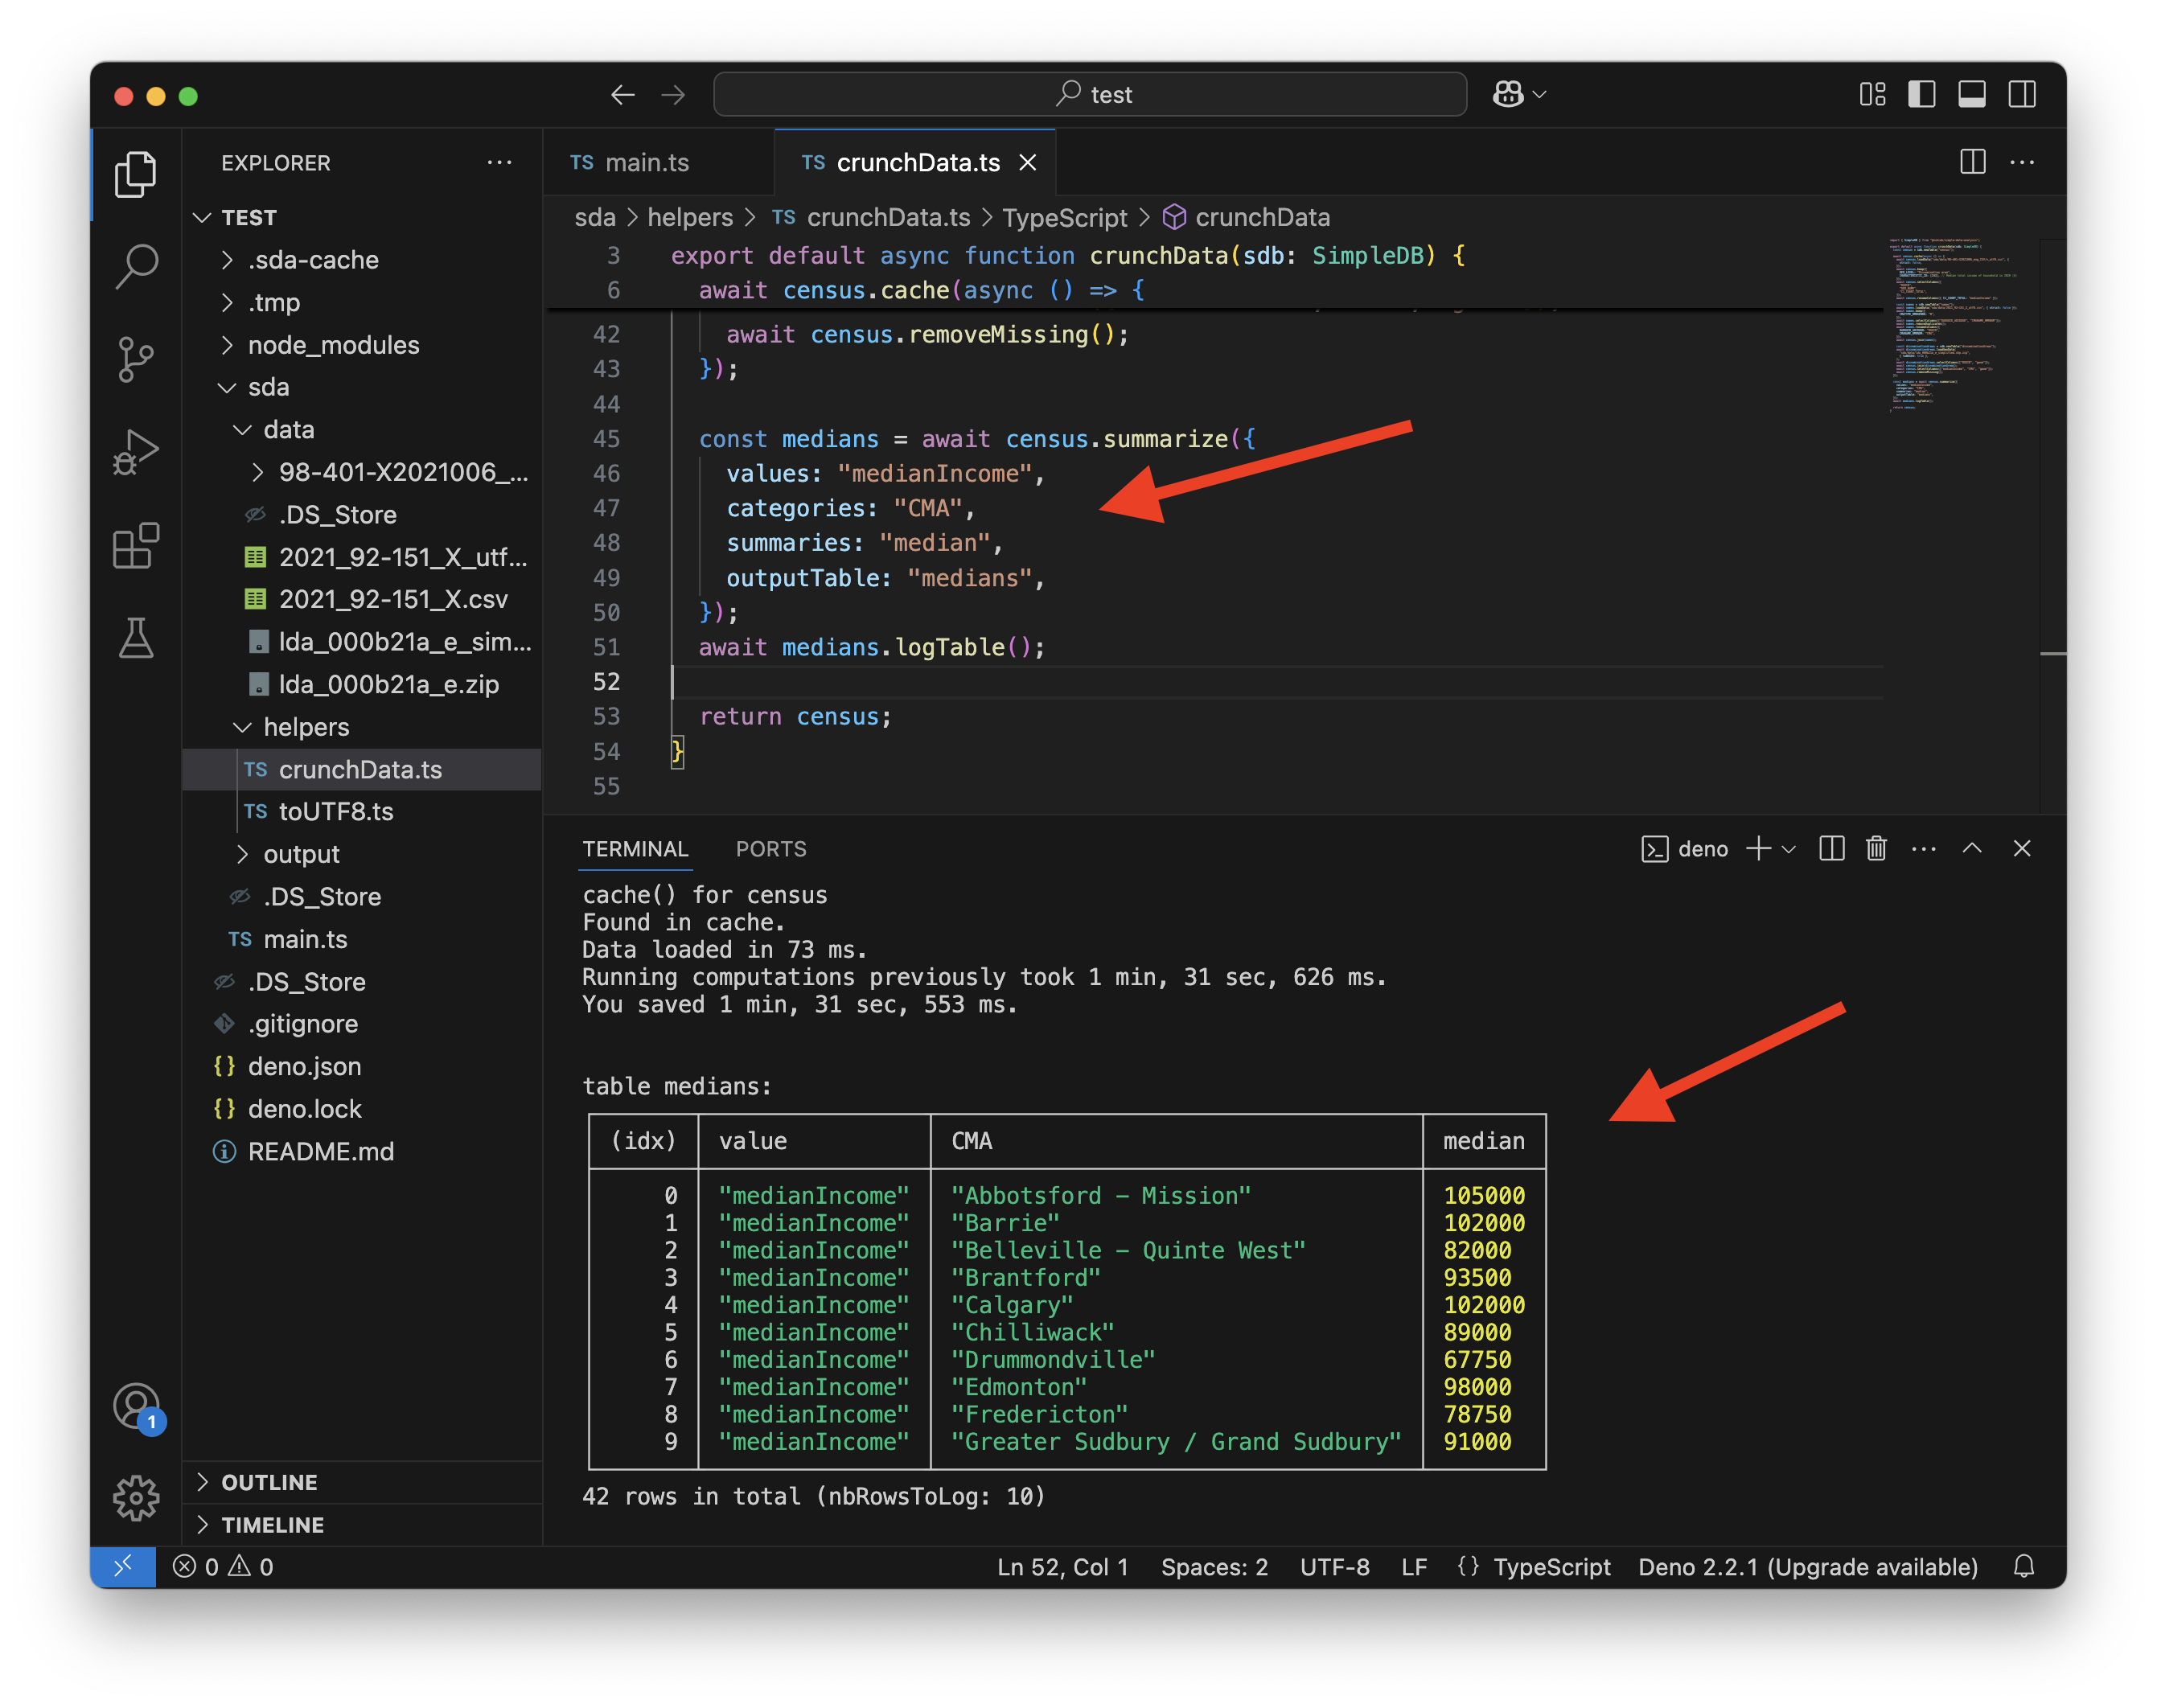 test
EXPLORER
TEST
.sda-cache
.tmp
node_modules
sda
data
98-401-X2021006_...
.DS_Store
2021_92-151_X_utf...
2021_92-151_X.csv
lda_000b21a_e_sim...
lda_000b21a_e.zip
helpers
TS crunchData.ts
TS toUTF8.ts
output
.DS_Store
TS main.ts
.DS_Store
.gitignore
{} deno.json
{} deno.lock
README.md
OUTLINE
TIMELINE
1
TS main.ts
TS crunchData.ts
sda > helpers > TS crunchData.ts > TypeScript > crunchData
3 export default async function crunchData(sdb: SimpleDB) {
6 await census.cache(async () => {
42 await census.removeMissing();
43 });
44
45 const medians = await census.summarize({
46 values: "medianIncome",
47 categories: "CMA",
48 summaries: "median",
49 outputTable: "medians",
50 });
51 await medians.logTable();
52
53 return census;
54 }
55
TERMINAL PORTS deno
cache() for census
Found in cache.
Data loaded in 73 ms.
Running computations previously took 1 min, 31 sec, 626 ms.
You saved 1 min, 31 sec, 553 ms.
table medians:
(idx) value CMA median
0 "medianIncome" "Abbotsford – Mission" 105000
1 "medianIncome" "Barrie" 102000
2 "medianIncome" "Belleville – Quinte West" 82000
3 "medianIncome" "Brantford" 93500
4 "medianIncome" "Calgary" 102000
5 "medianIncome" "Chilliwack" 89000
6 "medianIncome" "Drummondville" 67750
7 "medianIncome" "Edmonton" 98000
8 "medianIncome" "Fredericton" 78750
9 "medianIncome" "Greater Sudbury / Grand Sudbury" 91000
42 rows in total (nbRowsToLog: 10)
0 0 Ln 52, Col 1 Spaces: 2 UTF-8 LF {} TypeScript Deno 2.2.1 (Upgrade available)